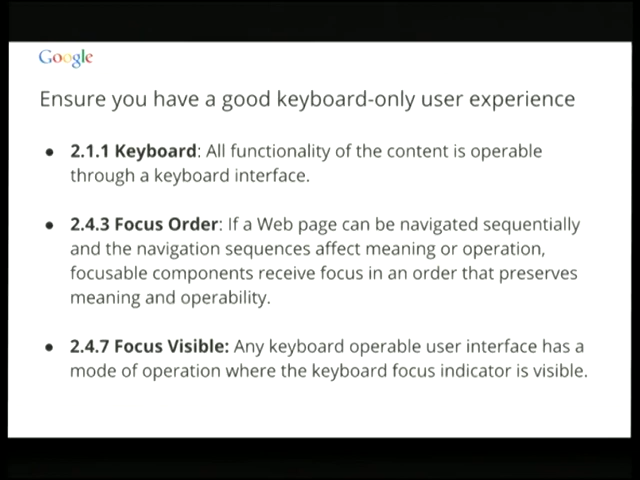 Google
Ensure you have a good keyboard-only user experience
● 2.1.1 Keyboard: All functionality of the content is operable
through a keyboard interface.
● 2.4.3 Focus Order: If a Web page can be navigated sequentially
and the navigation sequences affect meaning or operation,
focusable components receive focus in an order that preserves
meaning and operability.
● 2.4.7 Focus Visible: Any keyboard operable user interface has a
mode of operation where the keyboard focus indicator is visible.